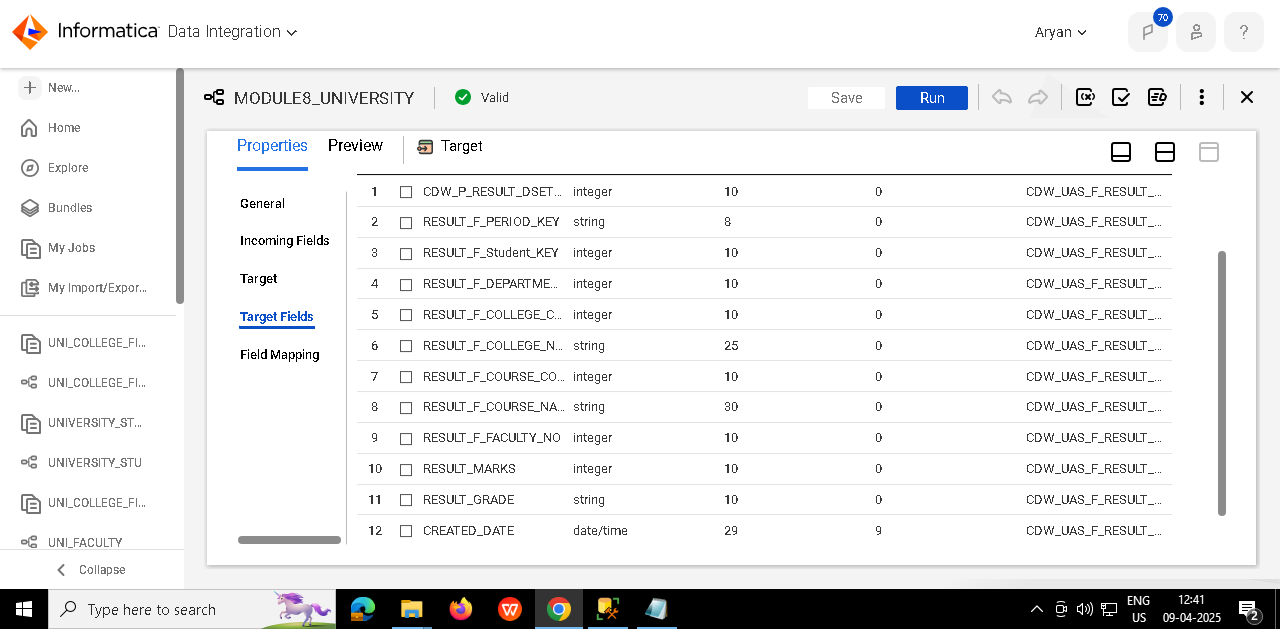 Informatica Data Integration
Aryan
70
?
New...
Home
Explore
Bundles
My Jobs
My Import/Expor...
UNI_COLLEGE_FI...
UNI_COLLEGE_FI...
UNIVERSITY_ST...
UNIVERSITY_STU
UNI_COLLEGE_FI...
UNI_FACULTY
Collapse
MODULE8_UNIVERSITY
Valid
Save
Run
Properties
Preview
Target
General
Incoming Fields
Target
Target Fields
Field Mapping
1 CDW_P_RESULT_DSET... integer 10 0 CDW_UAS_F_RESULT_...
2 RESULT_F_PERIOD_KEY string 8 0 CDW_UAS_F_RESULT_...
3 RESULT_F_Student_KEY integer 10 0 CDW_UAS_F_RESULT_...
4 RESULT_F_DEPARTME... integer 10 0 CDW_UAS_F_RESULT_...
5 RESULT_F_COLLEGE_C... integer 10 0 CDW_UAS_F_RESULT_...
6 RESULT_F_COLLEGE_N... string 25 0 CDW_UAS_F_RESULT_...
7 RESULT_F_COURSE_CO... integer 10 0 CDW_UAS_F_RESULT_...
8 RESULT_F_COURSE_NA... string 30 0 CDW_UAS_F_RESULT_...
9 RESULT_F_FACULTY_NO integer 10 0 CDW_UAS_F_RESULT_...
10 RESULT_MARKS integer 10 0 CDW_UAS_F_RESULT_...
11 RESULT_GRADE string 10 0 CDW_UAS_F_RESULT_...
12 CREATED_DATE date/time 29 9 CDW_UAS_F_RESULT_...
Type here to search
ENG
US
12:41
09-04-2025
2